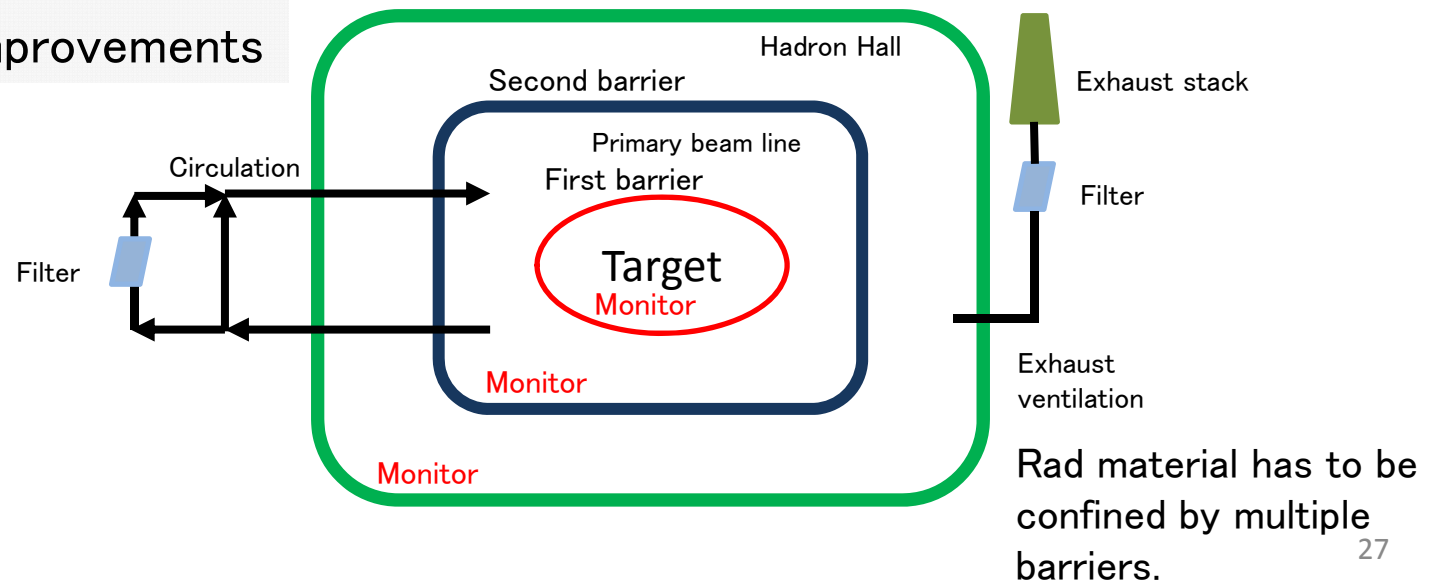 provements
Hadron Hall
Second barrier
Exhaust stack
Primary beam line
Circulation
First barrier
Filter
Target
Filter
Monitor
Exhaust
ventilation
Monitor
Monitor
Rad material has to be
confined by multiple
barriers.
27